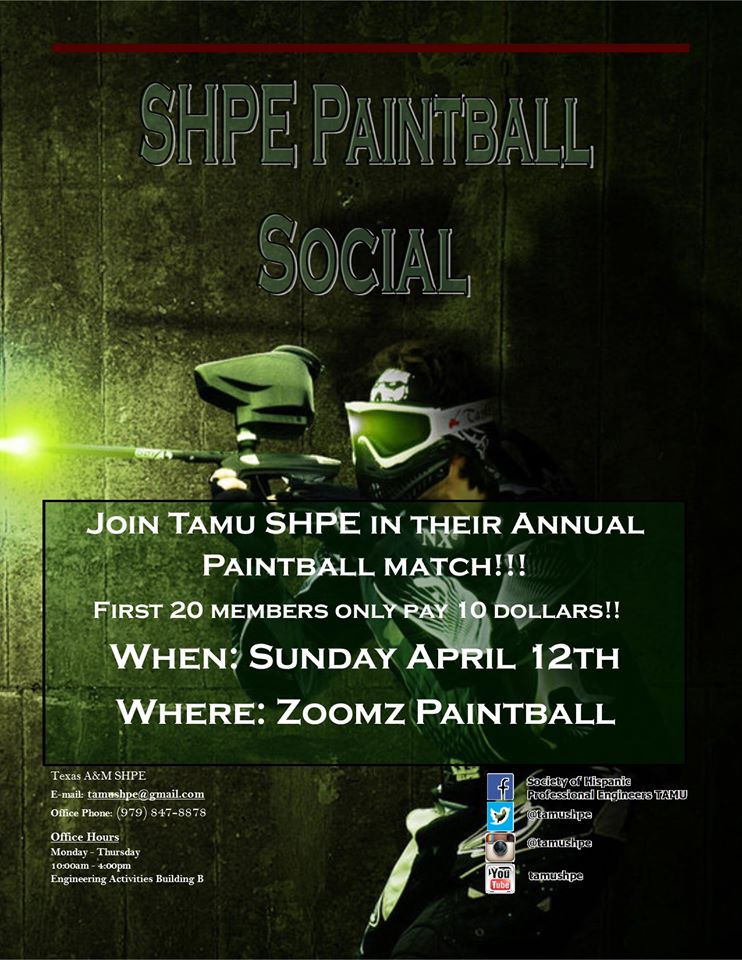 SHPE PAINTBALL
SOCIAL
JOIN TAMU SHPE IN THEIR ANNUAL
PAINTBALL MATCH!!!
FIRST 20 MEMBERS ONLY PAY 10 DOLLARS!!
WHEN: SUNDAY APRIL 12TH
WHERE: ZOOMZ PAINTBALL
Texas A&M SHPE
E-mail: tamushpe@gmail.com
Office Phone: (979) 847-8878
Office Hours
Monday - Thursday
10:00am - 4:00pm
Engineering Activities Building B
Society of Hispanic
Professional Engineers TAMU
@tamushpe
@tamushpe
You
Tube
tamushpe